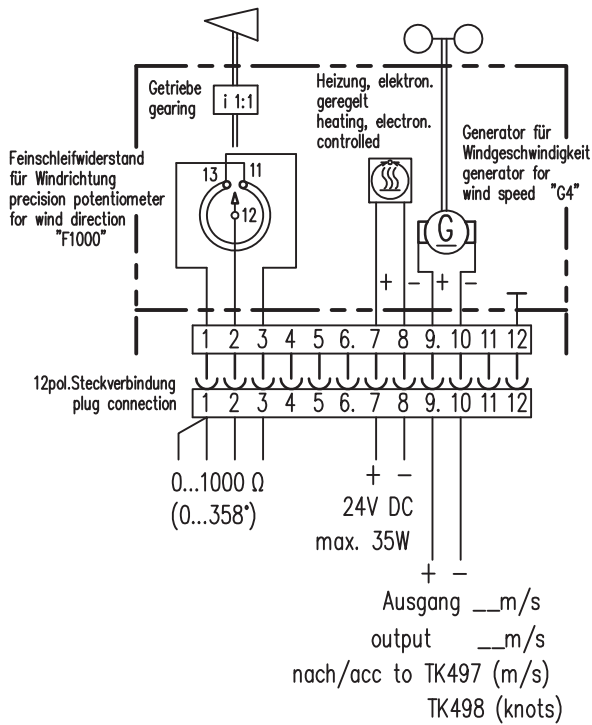 Getriebe
gearing
i 1:1
Heizung, elektron.
geregelt
heating, electron.
controlled
Generator für
Windgeschwindigkeit
generator for
wind speed "G4"
Feinschleifwiderstand
für Windrichtung
precision potentiometer
for wind direction
"F1000"
13 11
12
G
+ − + −
1 2 3 4 5 6. 7 8 9. 10 11 12
12pol.Steckverbindung
plug connection
1 2 3 4 5 6. 7 8 9. 10 11 12
0...1000 Ω
(0...358°)
+ −
24V DC
max. 35W
+ −
Ausgang __m/s
output __m/s
nach/acc to TK497 (m/s)
TK498 (knots)